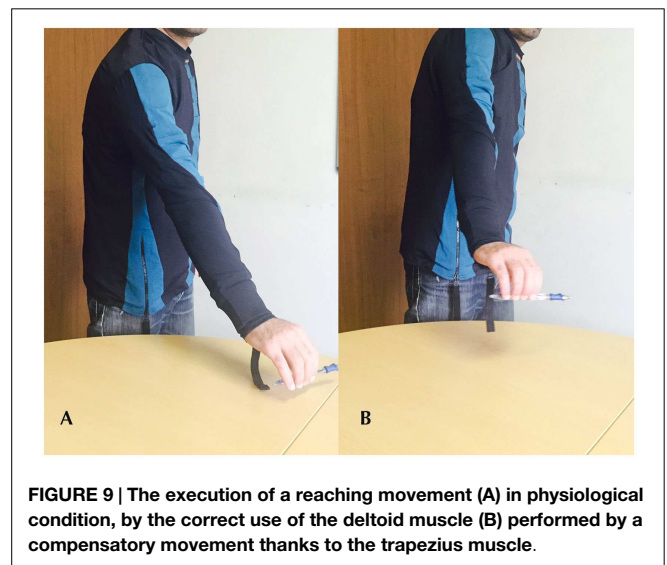 A
B
FIGURE 9 | The execution of a reaching movement (A) in physiological
condition, by the correct use of the deltoid muscle (B) performed by a
compensatory movement thanks to the trapezius muscle.